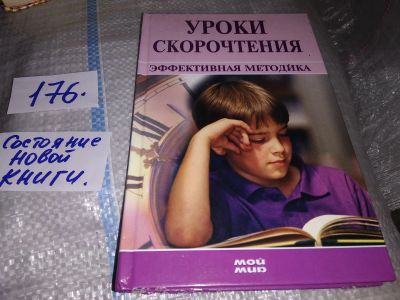 176.
Состояние
новой
книги.
УРОКИ
СКОРОЧТЕНИЯ
ЭФФЕКТИВНАЯ МЕТОДИКА
мой
мир